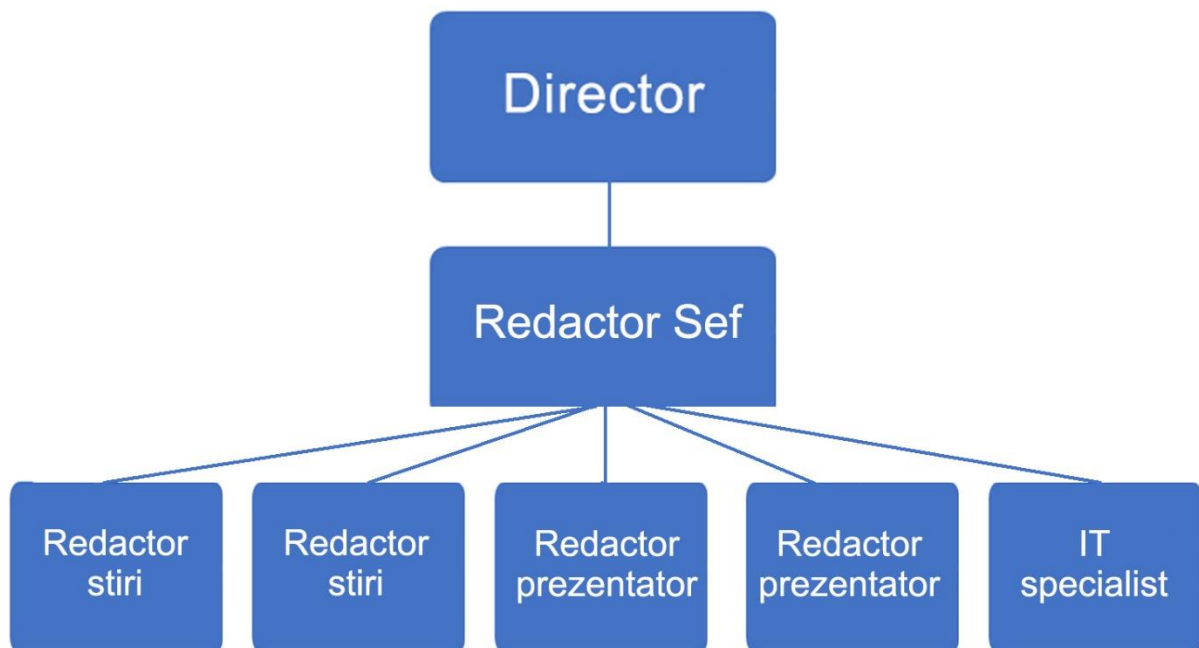 Director
Redactor Sef
Redactor
stiri
Redactor
stiri
Redactor
prezentator
Redactor
prezentator
IT
specialist